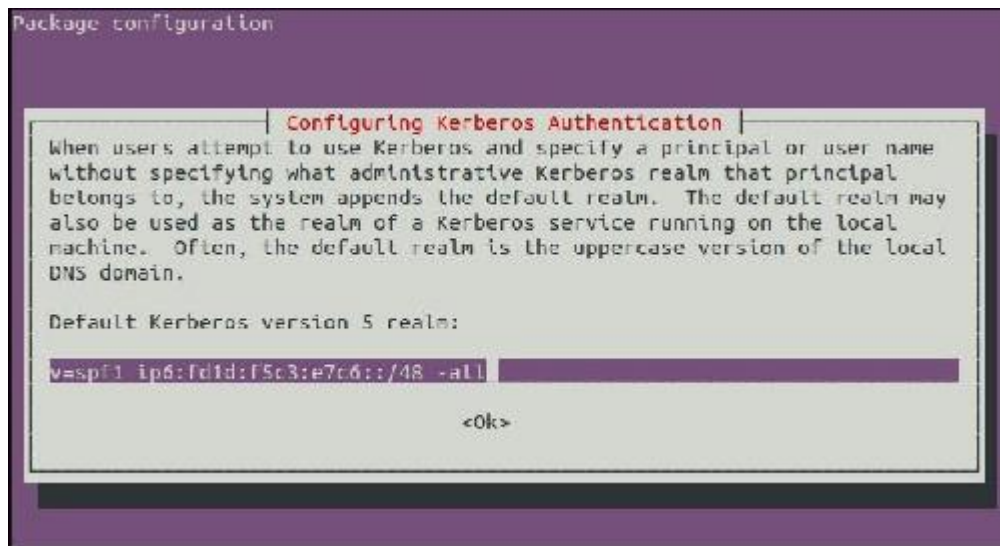 Package configuration
Configuring Kerberos Authentication
When users attempt to use Kerberos and specify a principal or user name
without specifying what administrative Kerberos realm that principal
belongs to, the system appends the default realm.  The default realm may
also be used as the realm of a Kerberos service running on the local
machine.  Often, the default realm is the uppercase version of the local
DNS domain.
Default Kerberos version 5 realm:
v=spf1 ip6:fd1d:f5c3:e7c6::/48 -all
<Ok>